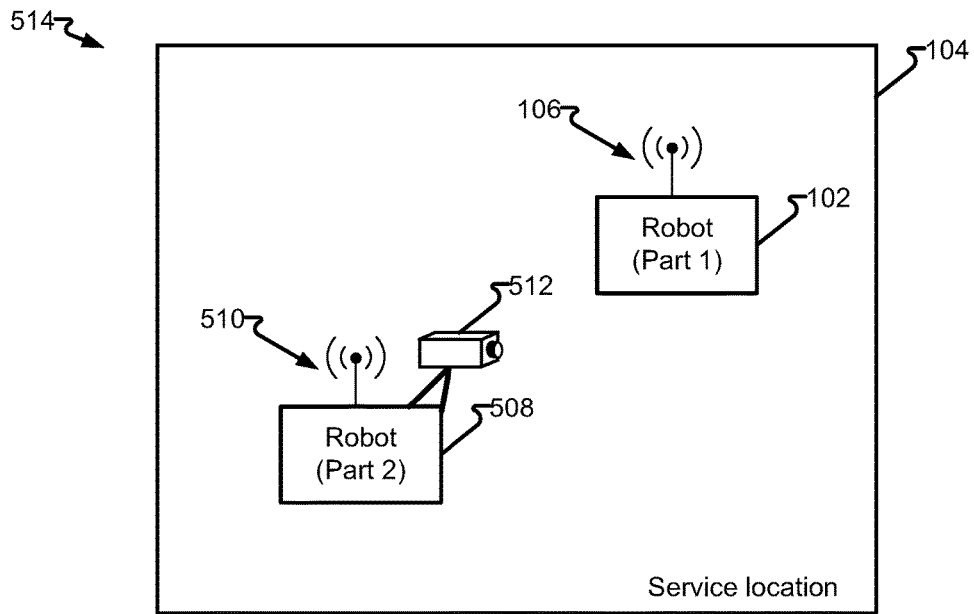 514
104
106
102
Robot
(Part 1)
512
510
508
Robot
(Part 2)
Service location